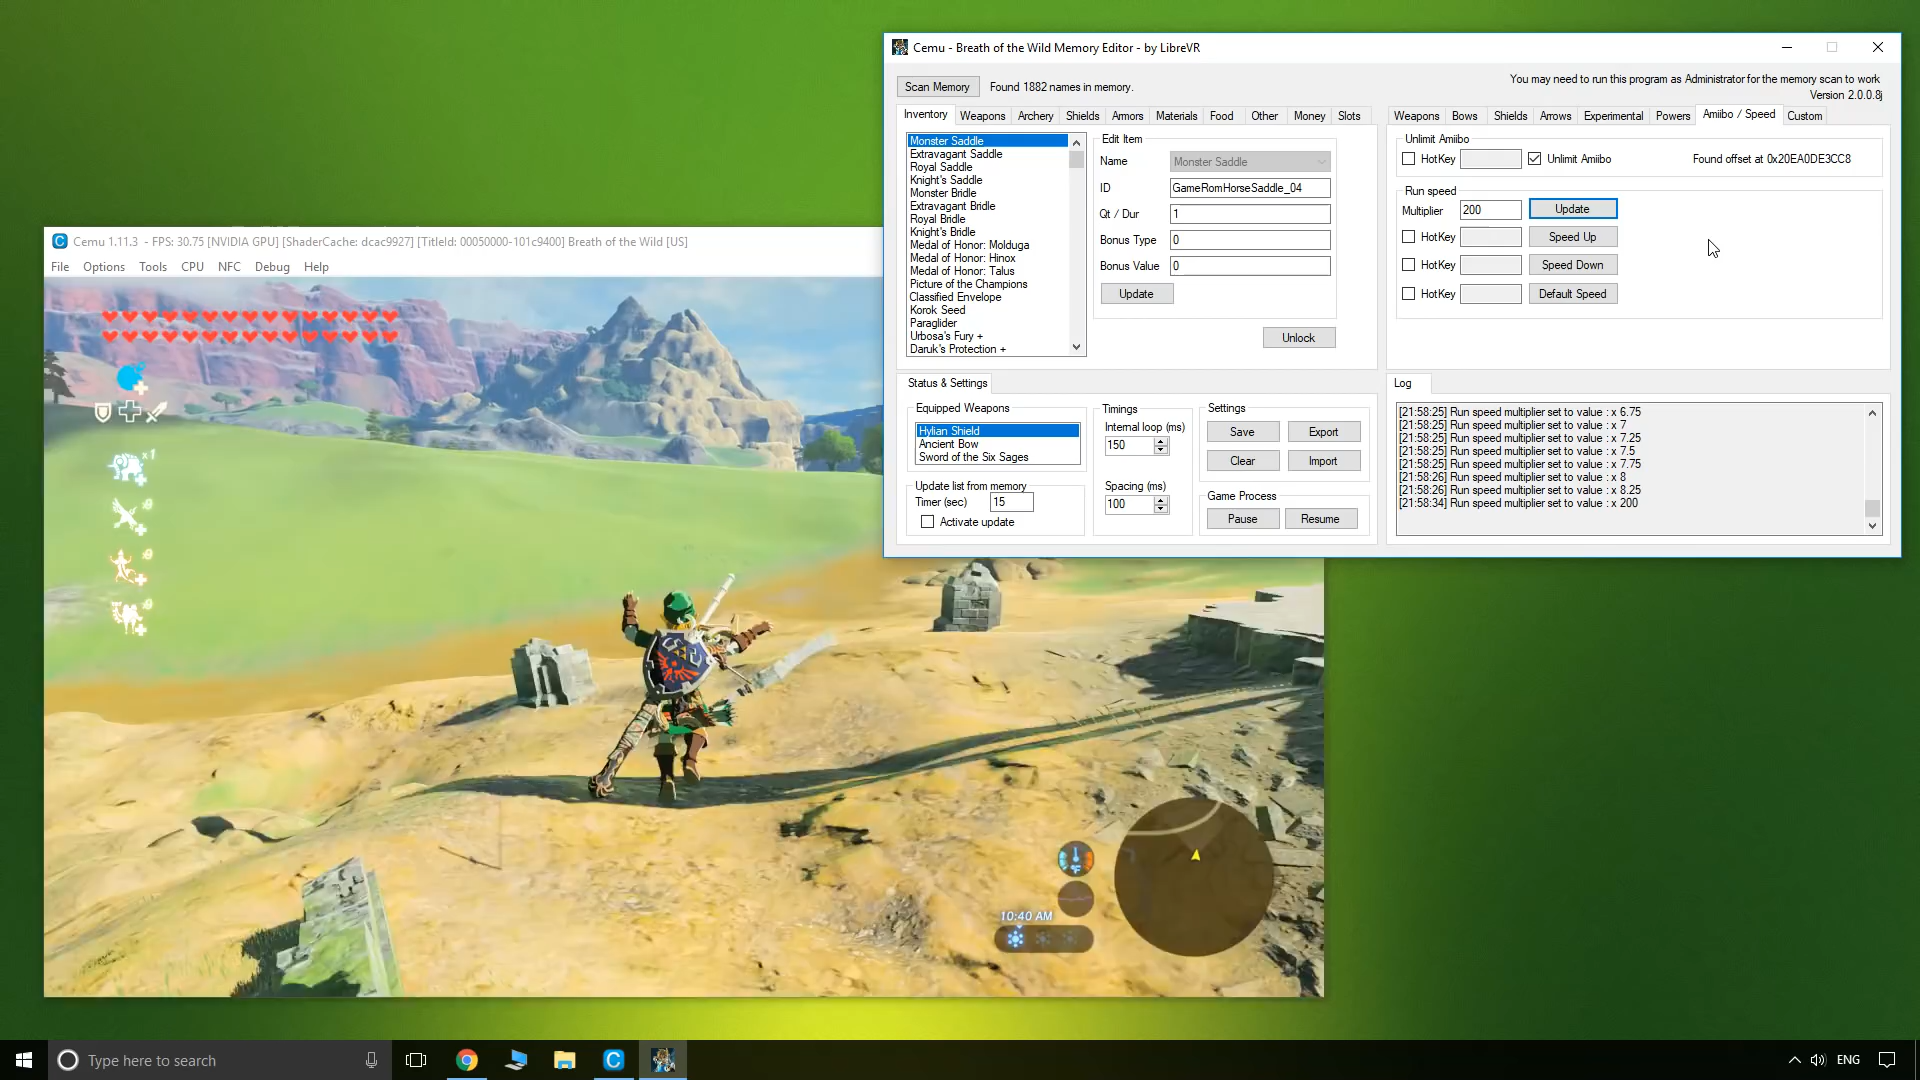 Cemu - Breath of the Wild Memory Editor - by LibreVR
Scan Memory
Found 1882 names in memory.
You may need to run this program as Administrator for the memory scan to work
Version 2.0.0.8j
Inventory Weapons Archery Shields Armors Materials Food Other Money Slots
Monster Saddle
Extravagant Saddle
Royal Saddle
Knight's Saddle
Monster Bridle
Extravagant Bridle
Royal Bridle
Knight's Bridle
Medal of Honor: Molduga
Medal of Honor: Hinox
Medal of Honor: Talus
Picture of the Champions
Classified Envelope
Korok Seed
Paraglider
Urbosa's Fury +
Daruk's Protection +
Edit Item
Name Monster Saddle
ID GameRomHorseSaddle_04
Qt / Dur 1
Bonus Type 0
Bonus Value 0
Update
Unlock
Weapons Bows Shields Arrows Experimental Powers Amiibo / Speed Custom
Unlimit Amiibo
HotKey Unlimit Amiibo Found offset at 0x20EA0DE3CC8
Run speed
Multiplier 200 Update
HotKey Speed Up
HotKey Speed Down
HotKey Default Speed
Status & Settings
Equipped Weapons
Hylian Shield
Ancient Bow
Sword of the Six Sages
Update list from memory
Timer (sec) 15
Activate update
Timings
Internal loop (ms)
150
Spacing (ms)
100
Settings
Save Export
Clear Import
Game Process
Pause Resume
Log
[21:58:25] Run speed multiplier set to value : x 6.75
[21:58:25] Run speed multiplier set to value : x 7
[21:58:25] Run speed multiplier set to value : x 7.25
[21:58:25] Run speed multiplier set to value : x 7.5
[21:58:25] Run speed multiplier set to value : x 7.75
[21:58:26] Run speed multiplier set to value : x 8
[21:58:26] Run speed multiplier set to value : x 8.25
[21:58:34] Run speed multiplier set to value : x 200
Cemu 1.11.3 - FPS: 30.75 [NVIDIA GPU] [ShaderCache: dcac9927] [TitleId: 00050000-101c9400] Breath of the Wild [US]
File Options Tools CPU NFC Debug Help
x1
°F
10:40 AM
Type here to search
ENG